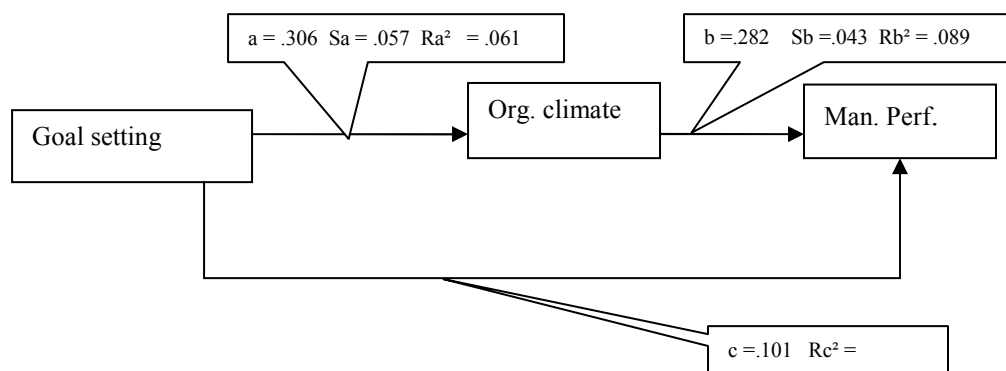 a = .306 Sa = .057 Ra² = .061
b =.282 Sb =.043 Rb² = .089
Goal setting
Org. climate
Man. Perf.
c =.101 Rc² =